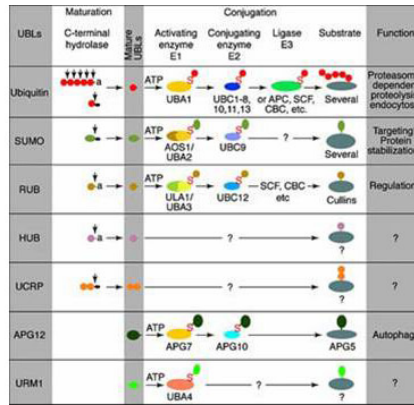 Maturation
Conjugation
UBLs
C-terminal
hydrolase
Mature
UBLs
Activating
enzyme
E1
Conjugating
enzyme
E2
Ligase
E3
Substrate
Function
Ubiquitin
a
ATP
S
UBA1
S
UBC1-8,
10,11,13
S
or APC, SCF,
CBC, etc.
Several
Proteasom
depender
proteolysi
endocytos
SUMO
ATP
S
AOS1/
UBA2
S
UBC9
?
Several
Targeting
Protein
stabilizati
RUB
a
ATP
S
ULA1/
UBA3
S
UBC12
SCF, CBC
etc
Cullins
Regulation
HUB
a
?
?
?
UCRP
?
?
?
APG12
ATP
S
APG7
S
APG10
APG5
Autophag
URM1
ATP
S
UBA4
?
?
?